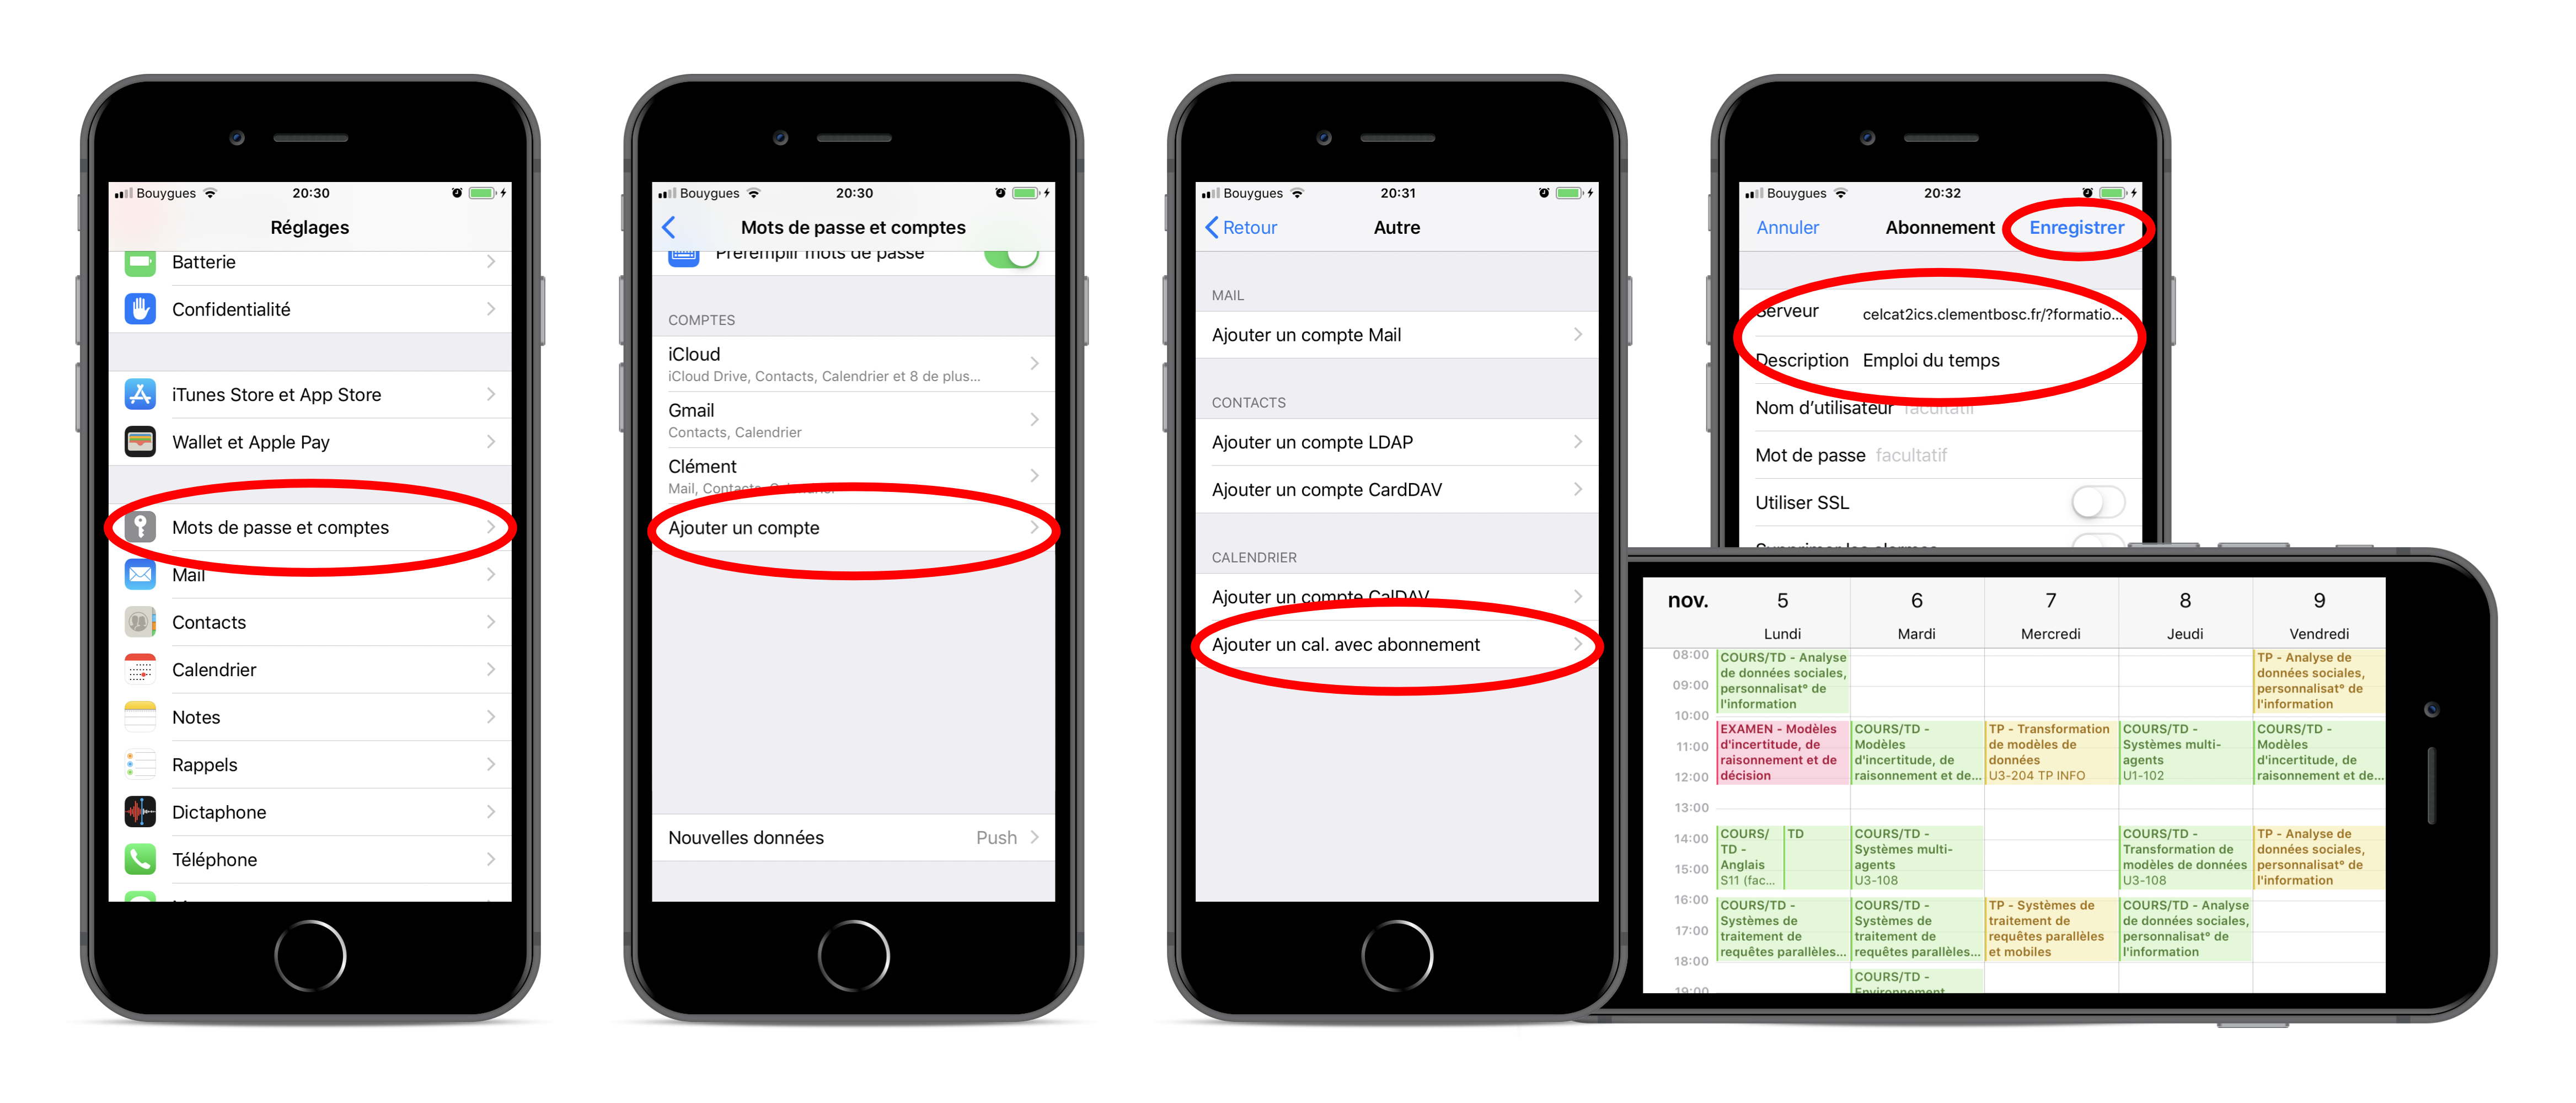 Bouygues 20:30
Réglages
Batterie
Confidentialité
iTunes Store et App Store
Wallet et Apple Pay
Mots de passe et comptes
Mail
Contacts
Calendrier
Notes
Rappels
Dictaphone
Téléphone
Bouygues 20:30
Mots de passe et comptes
Préremplir mots de passe
COMPTES
iCloud
iCloud Drive, Contacts, Calendrier et 8 de plus...
Gmail
Contacts, Calendrier
Clément
Mail, Contacts, Calendrier
Ajouter un compte
Nouvelles données Push
Bouygues 20:31
Retour Autre
MAIL
Ajouter un compte Mail
CONTACTS
Ajouter un compte LDAP
Ajouter un compte CardDAV
CALENDRIER
Ajouter un compte CalDAV
Ajouter un cal. avec abonnement
Bouygues 20:32
Annuler Abonnement Enregistrer
Serveur celcat2ics.clementbosc.fr/?formatio...
Description Emploi du temps
Nom d'utilisateur facultatif
Mot de passe facultatif
Utiliser SSL
Supprimer les alarmes
nov. 5 6 7 8 9
Lundi Mardi Mercredi Jeudi Vendredi
08:00
09:00
10:00
11:00
12:00
13:00
14:00
15:00
16:00
17:00
18:00
19:00
COURS/TD - Analyse
de données sociales,
personnalisat° de
l'information
EXAMEN - Modèles
d'incertitude, de
raisonnement et de
décision
COURS/
TD -
Anglais
S11 (fac...
TD
COURS/TD -
Systèmes de
traitement de
requêtes parallèles...
COURS/TD -
Modèles
d'incertitude, de
raisonnement et de...
COURS/TD -
Systèmes multi-
agents
U3-108
COURS/TD -
Systèmes de
traitement de
requêtes parallèles...
COURS/TD -
Environnement
TP - Transformation
de modèles de
données
U3-204 TP INFO
TP - Systèmes de
traitement de
requêtes parallèles
et mobiles
COURS/TD -
Systèmes multi-
agents
U1-102
COURS/TD -
Transformation de
modèles de données
U3-108
COURS/TD - Analyse
de données sociales,
personnalisat° de
l'information
TP - Analyse de
données sociales,
personnalisat° de
l'information
COURS/TD -
Modèles
d'incertitude, de
raisonnement et de...
TP - Analyse de
données sociales,
personnalisat° de
l'information